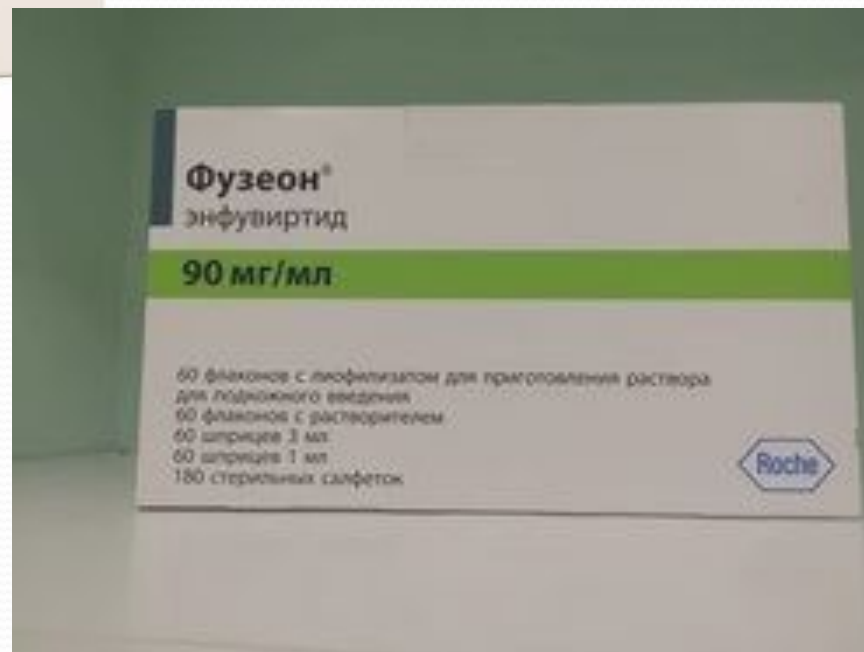 Фузеон®
энфувиртид
90 мг/мл
60 флаконов с лиофилизатом для приготовления раствора
для подкожного введения
60 флаконов с растворителем
60 шприцев 3 мл
60 шприцев 1 мл
180 стерильных салфеток
Roche